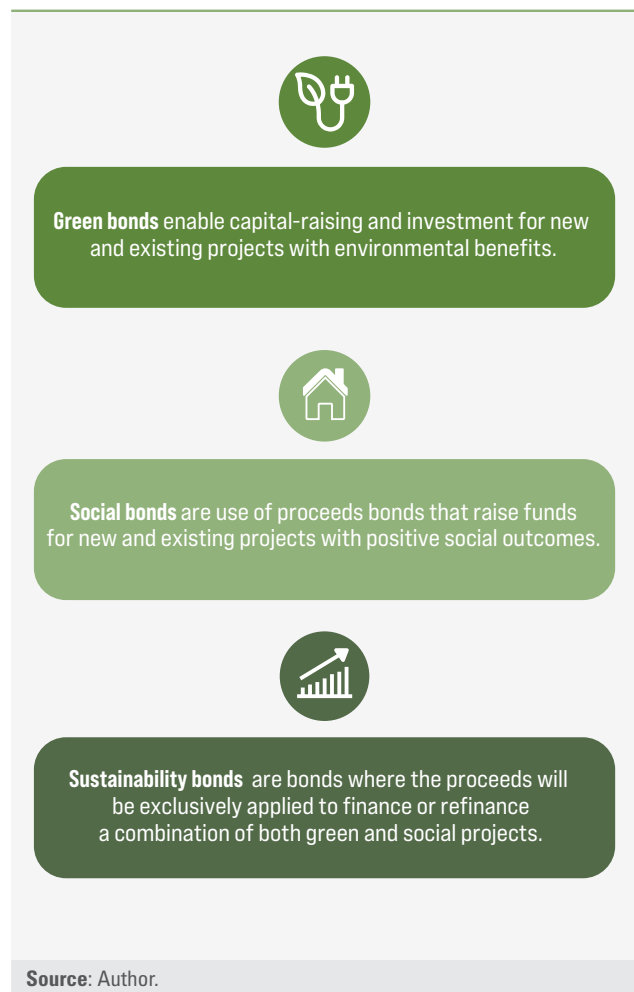 Green bonds enable capital-raising and investment for new
and existing projects with environmental benefits.
Social bonds are use of proceeds bonds that raise funds
for new and existing projects with positive social outcomes.
Sustainability bonds are bonds where the proceeds will
be exclusively applied to finance or refinance
a combination of both green and social projects.
Source: Author.